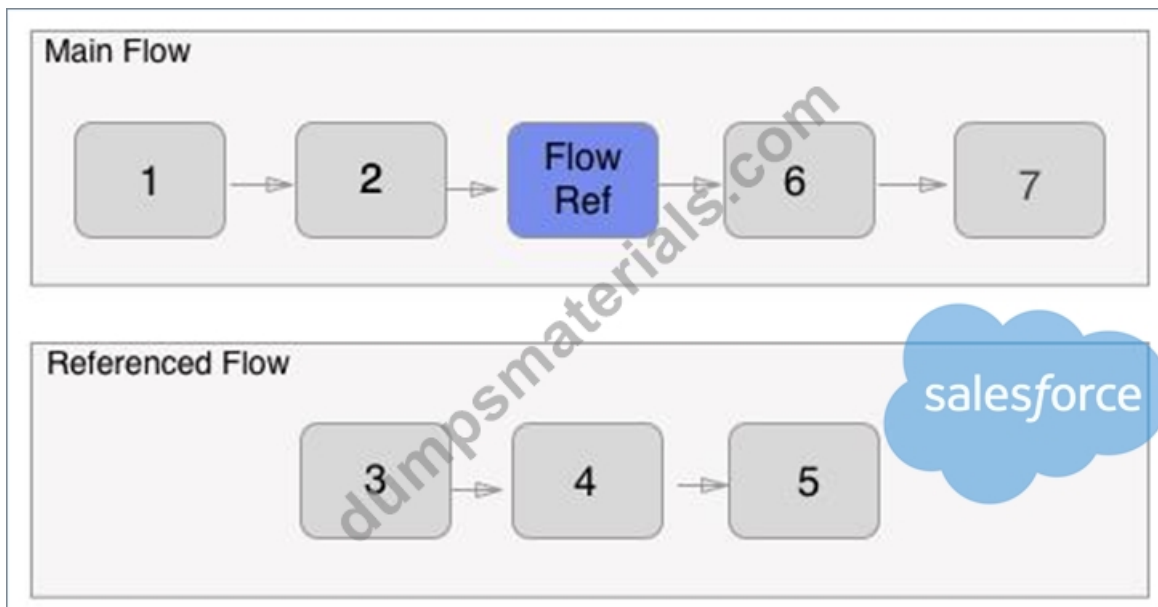 Main Flow
1
2
Flow
Ref
6
7
Referenced Flow
3
4
5
salesforce
dumpsmaterials.com